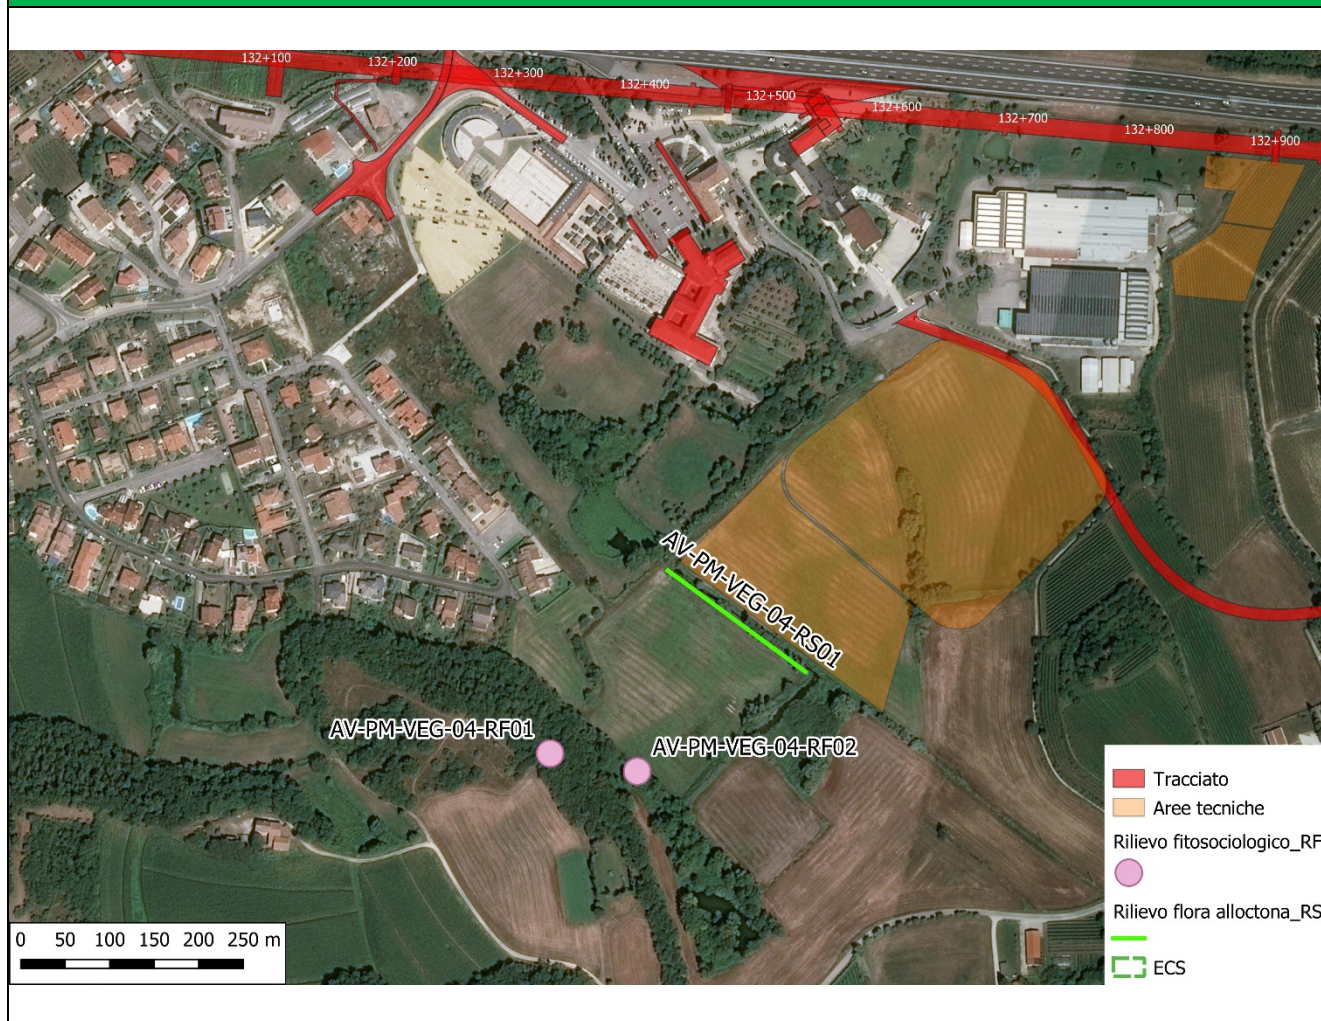 132+100
132+200
132+300
132+400
132+500
132+600
132+700
132+800
132+900
AV-PM-VEG-04-RS01
AV-PM-VEG-04-RF01
AV-PM-VEG-04-RF02
Tracciato
Aree tecniche
Rilievo fitosociologico_RF
Rilievo flora alloctona_RS
ECS
0 50 100 150 200 250 m